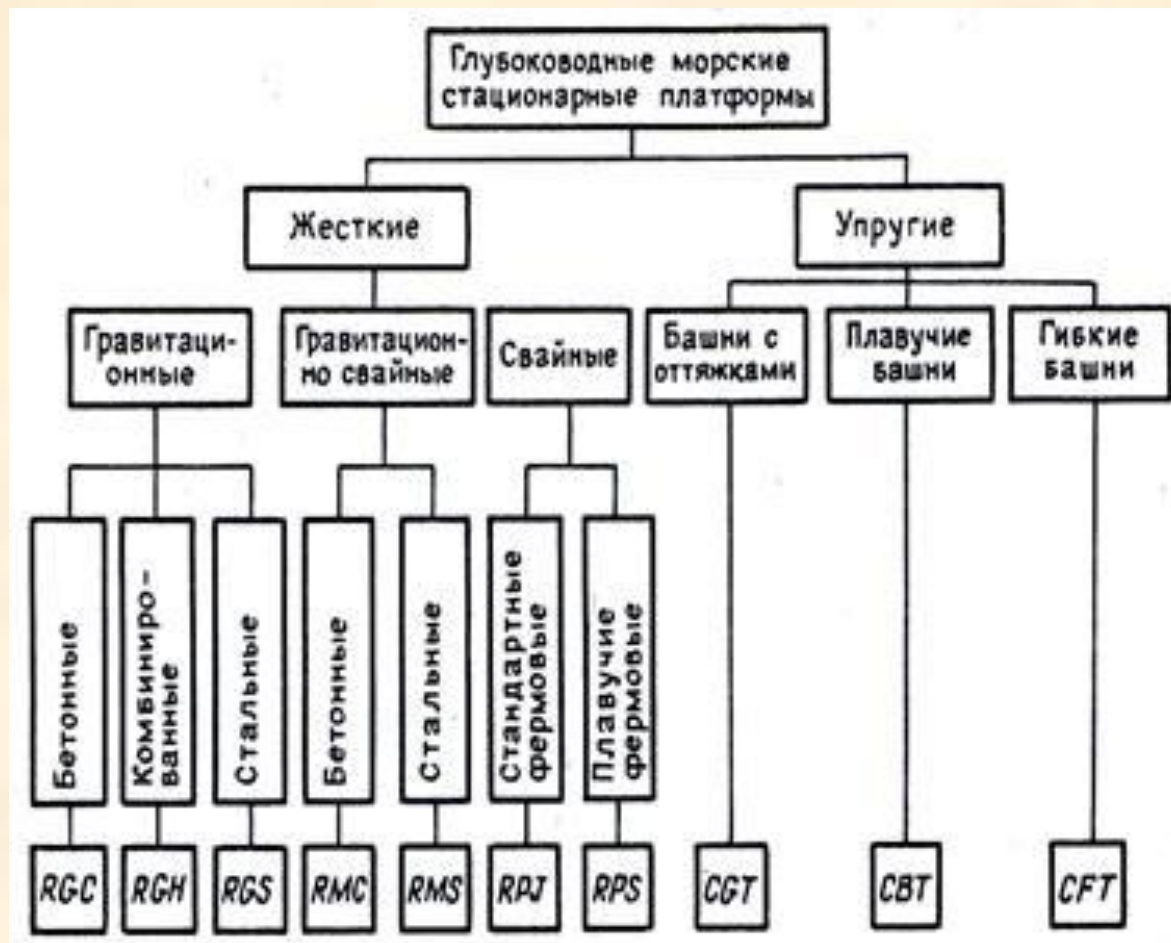 Глубоководные морские
стационарные платформы
Жесткие
Упругие
Гравитаци-
онные
Гравитацион-
но свайные
Свайные
Башни с
оттяжками
Плавучие
башни
Гибкие
башни
Бетонные
Комбиниро-
ванные
Стальные
Бетонные
Стальные
Стандартные
фермовые
Плавучие
фермовые
RGC
RGH
RGS
RMC
RMS
RPJ
RPS
CGT
CBT
CFT